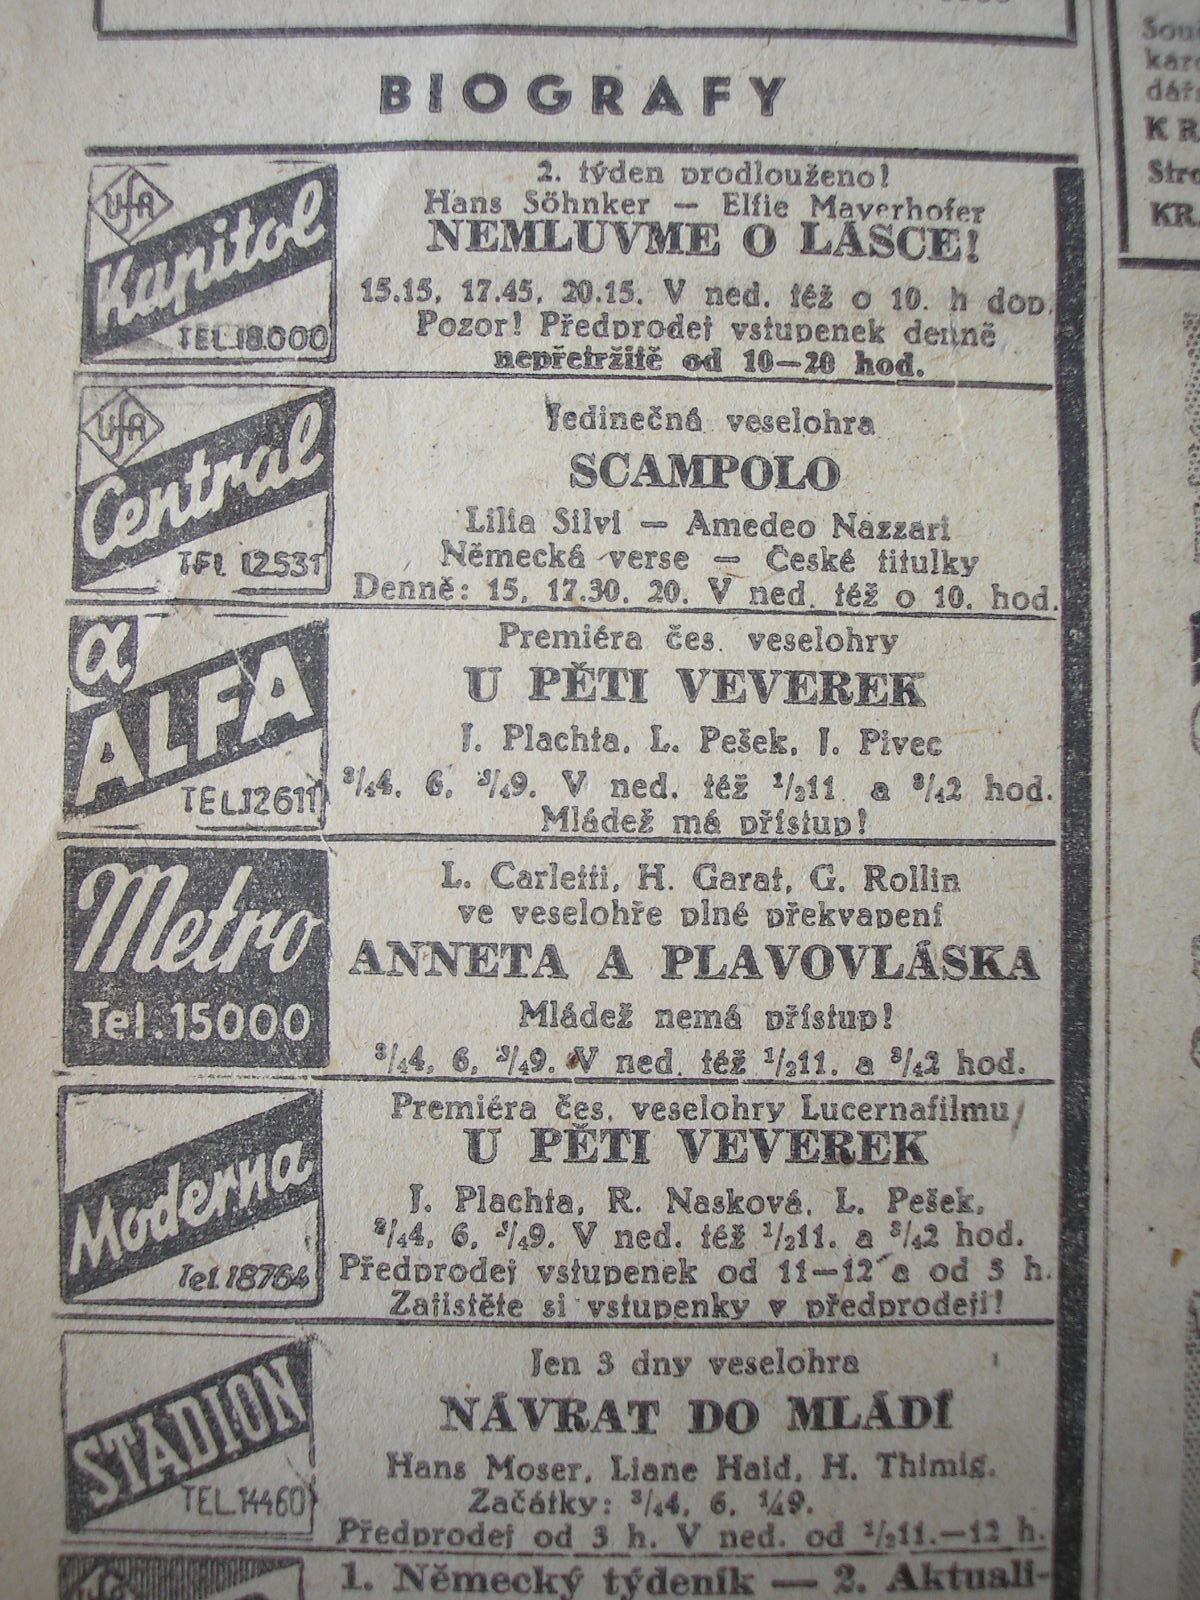 BIOGRAFY
UfA
Kapitol
TEL.18.000
2. týden prodlouženo!
Hans Söhnker — Elfie Mayerhofer
NEMLUVME O LÁSCE!
15.15, 17.45, 20.15. V ned. též o 10. h dop.
Pozor! Předprodej vstupenek denně
nepřetržitě od 10—20 hod.
UfA
Central
TEL 12531
Jedinečná veselohra
SCAMPOLO
Lilia Silvi — Amedeo Nazzari
Německá verse — České titulky
Denně: 15, 17.30, 20. V ned. též o 10. hod.
α
ALFA
TEL.12611
Premiéra čes. veselohry
U PĚTI VEVEREK
J. Plachta, L. Pešek, J. Pivec
¾4, 6, ¾9. V ned. též ½11 a ¾2 hod.
Mládež má přístup!
Metro
Tel.15000
L. Carletti, H. Garat, G. Rollin
ve veselohře plné překvapení
ANNETA A PLAVOVLÁSKA
Mládež nemá přístup!
¾4, 6, ¾9. V ned. též ½11. a ¾2 hod.
Moderna
Tel.18764
Premiéra čes. veselohry Lucernafilmu
U PĚTI VEVEREK
J. Plachta, R. Nasková, L. Pešek,
¾4, 6, ¾9. V ned. též ½11. a ¾2 hod.
Předprodej vstupenek od 11—12 a od 3 h.
Zajistěte si vstupenky v předprodeji!
STADION
TEL.14460
Jen 3 dny veselohra
NÁVRAT DO MLÁDÍ
Hans Moser, Liane Haid, H. Thimig.
Začátky: ¾4, 6, ¼9.
Předprodej od 3 h. V ned. od ½11.—12 h.
1. Německý týdeník — 2. Aktuali-
K R
KR